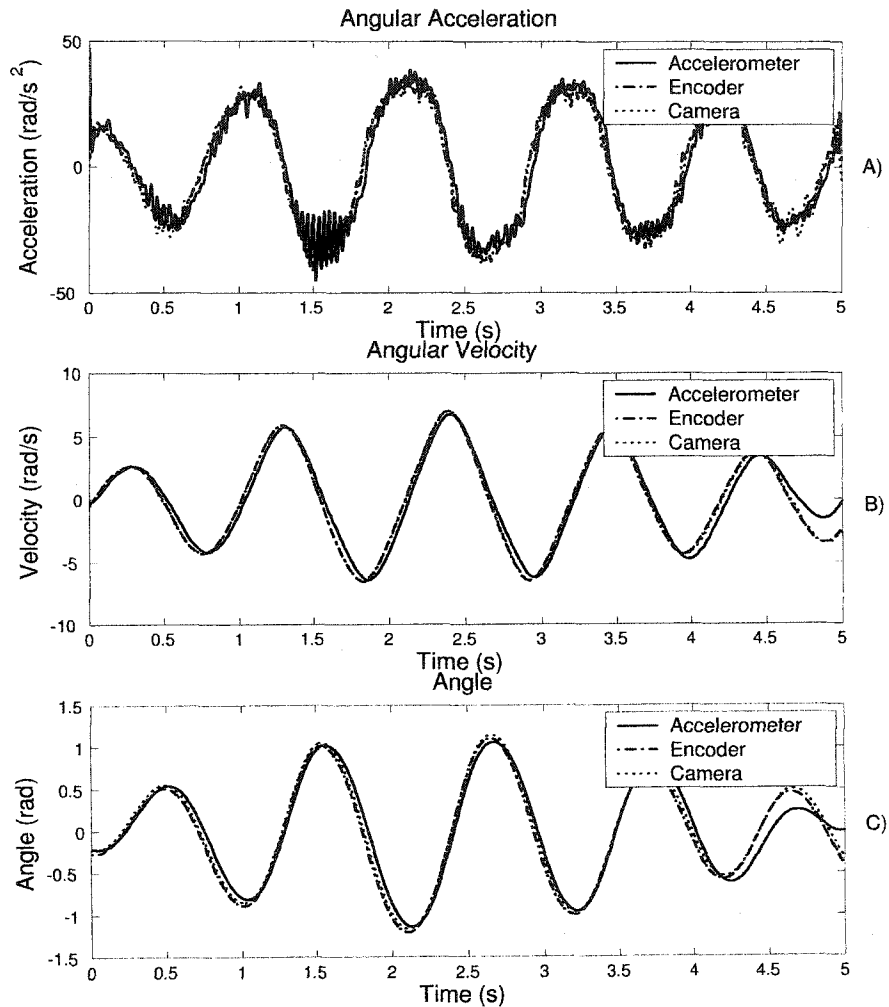 Angular Acceleration
50
0
-50
Acceleration (rad/s²)
Accelerometer
Encoder
Camera
A)
0 0.5 1 1.5 2 2.5 3 3.5 4 4.5 5
Time (s)
Angular Velocity
10
5
0
-5
-10
Velocity (rad/s)
Accelerometer
Encoder
Camera
B)
0 0.5 1 1.5 2 2.5 3 3.5 4 4.5 5
Time (s)
Angle
1.5
1
0.5
0
-0.5
-1
-1.5
Angle (rad)
Accelerometer
Encoder
Camera
C)
0 0.5 1 1.5 2 2.5 3 3.5 4 4.5 5
Time (s)